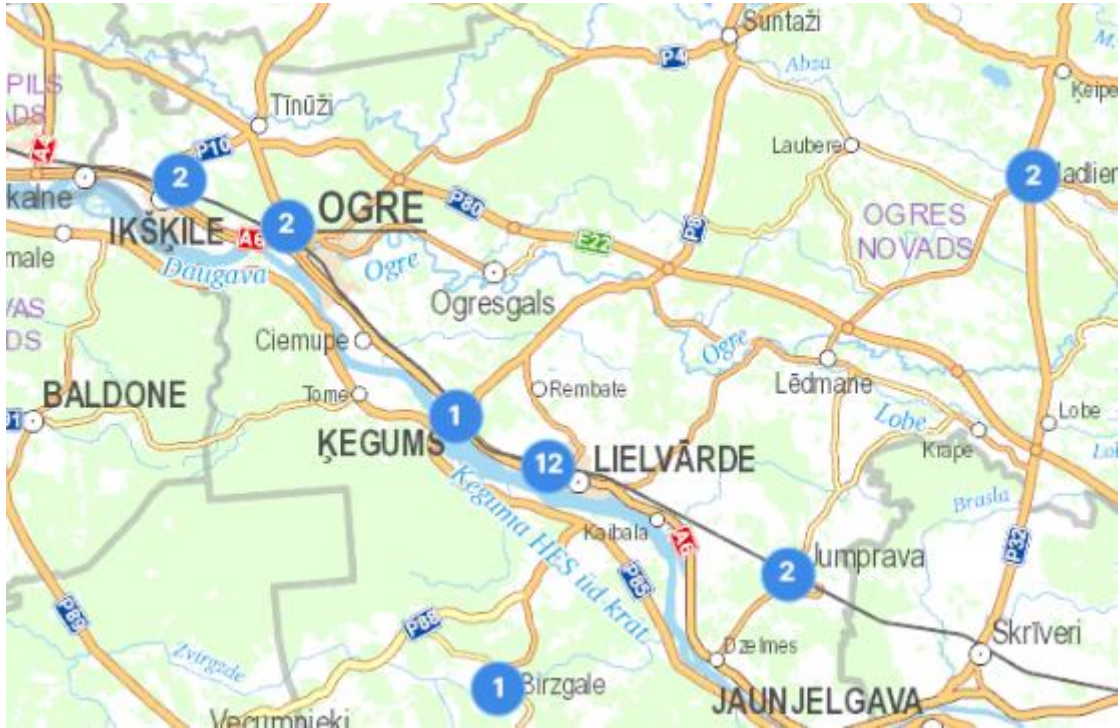 Suntaži
P4
Abza
M.
Ķeipe
PILS
ADS
Tīnūži
P10
A4
Laubere
2
2
adlien
kalne
IKŠĶILE
2
OGRE
A6
P80
P8
E22
OGRES
NOVADS
male
Daugava
Ogre
Ogresgals
VAS
DS
Ciemupe
Ogre
Lēdmane
BALDONE
Tome
Rembate
1
ĶEGUMS
Lobe
Lobe
Krape
12
LIELVĀRDE
Ķeguma HES ūd.krāt.
Kaibala
A6
Brasla
P32
2
Jumprava
P85
P89
P88
Zvirgzde
Skrīveri
Dzelmes
1
Birzgale
JAUNJELGAVA
Vecumnieki